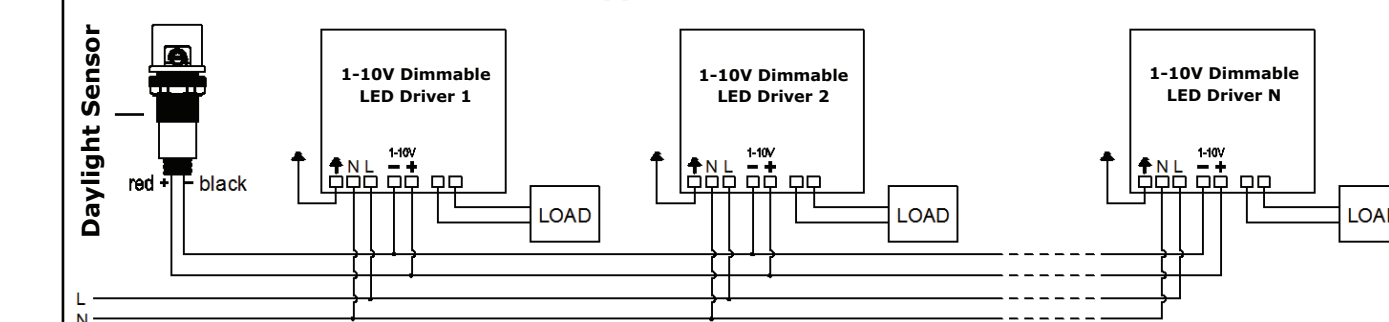 Daylight Sensor
red + - black
1-10V Dimmable
LED Driver 1
1-10V
N L - +
LOAD
1-10V Dimmable
LED Driver 2
1-10V
N L - +
LOAD
1-10V Dimmable
LED Driver N
1-10V
N L - +
LOA
L
N